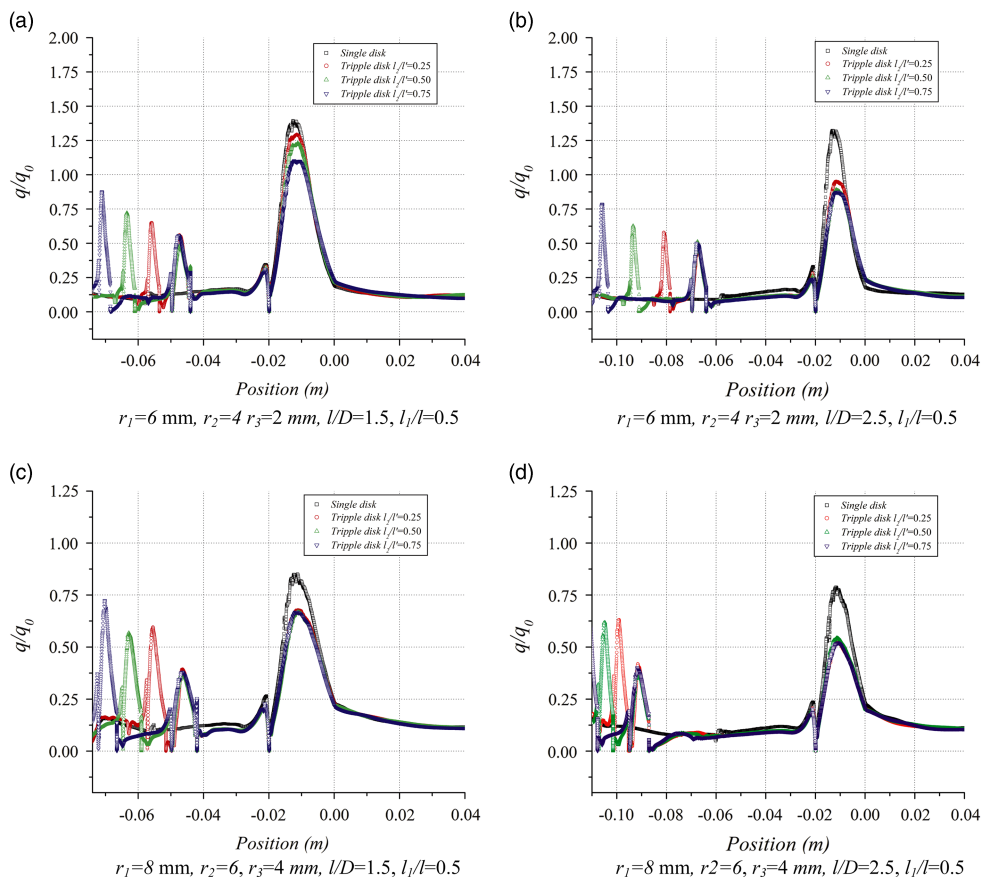 (a)
2.00
1.75
1.50
1.25
1.00
0.75
0.50
0.25
0.00
q/q0
Single disk
Tripple disk l2/l'=0.25
Tripple disk l2/l'=0.50
Tripple disk l2/l'=0.75
-0.06 -0.04 -0.02 0.00 0.02 0.04
Position (m)
r1=6 mm, r2=4 r3=2 mm, l/D=1.5, l1/l=0.5
(b)
2.00
1.75
1.50
1.25
1.00
0.75
0.50
0.25
0.00
q/q0
Single disk
Tripple disk l2/l'=0.25
Tripple disk l2/l'=0.50
Tripple disk l2/l'=0.75
-0.10 -0.08 -0.06 -0.04 -0.02 0.00 0.02 0.04
Position (m)
r1=6 mm, r2=4 r3=2 mm, l/D=2.5, l1/l=0.5
(c)
1.25
1.00
0.75
0.50
0.25
0.00
q/q0
Single disk
Tripple disk l2/l'=0.25
Tripple disk l2/l'=0.50
Tripple disk l2/l'=0.75
-0.06 -0.04 -0.02 0.00 0.02 0.04
Position (m)
r1=8 mm, r2=6, r3=4 mm, l/D=1.5, l1/l=0.5
(d)
1.25
1.00
0.75
0.50
0.25
0.00
q/q0
Single disk
Tripple disk l2/l'=0.25
Tripple disk l2/l'=0.50
Tripple disk l2/l'=0.75
-0.10 -0.08 -0.06 -0.04 -0.02 0.00 0.02 0.04
Position (m)
r1=8 mm, r2=6, r3=4 mm, l/D=2.5, l1/l=0.5